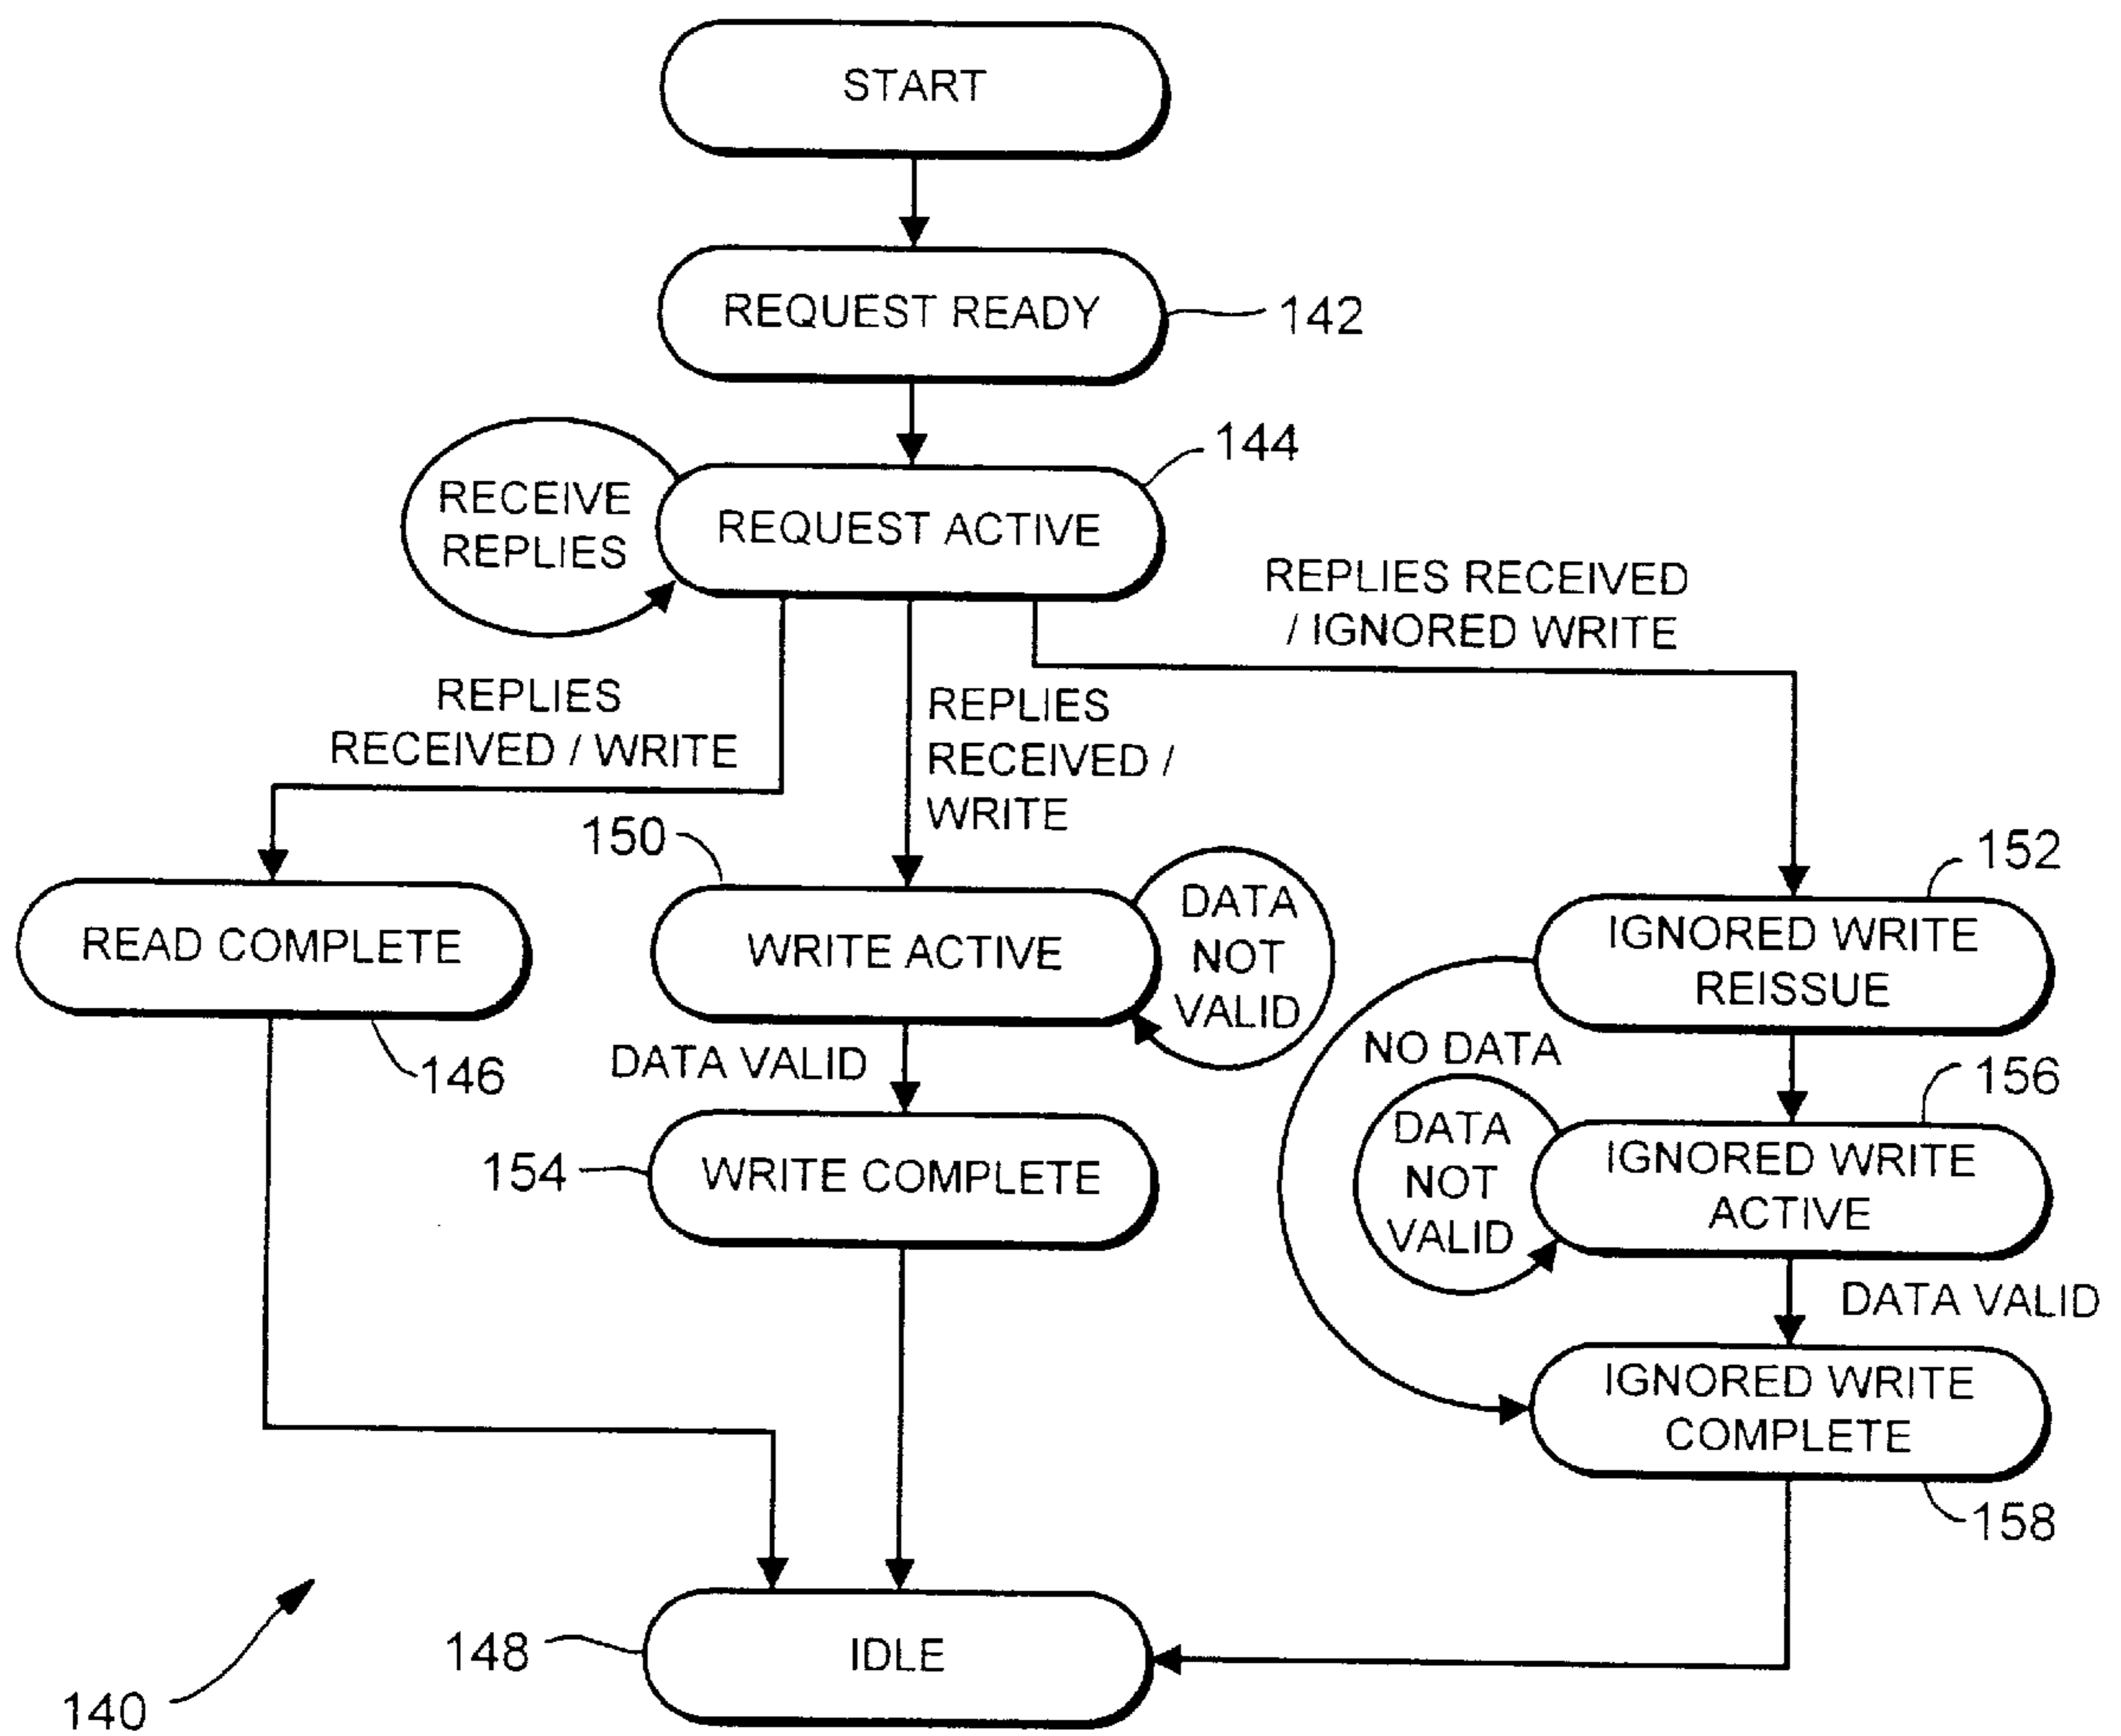 START
REQUEST READY
142
144
RECEIVE
REPLIES
REQUEST ACTIVE
REPLIES RECEIVED
/ IGNORED WRITE
REPLIES
RECEIVED / WRITE
REPLIES
RECEIVED /
WRITE
150
152
READ COMPLETE
WRITE ACTIVE
DATA
NOT
VALID
IGNORED WRITE
REISSUE
146
DATA VALID
NO DATA
156
154
WRITE COMPLETE
DATA
NOT
VALID
IGNORED WRITE
ACTIVE
DATA VALID
IGNORED WRITE
COMPLETE
158
148
IDLE
140